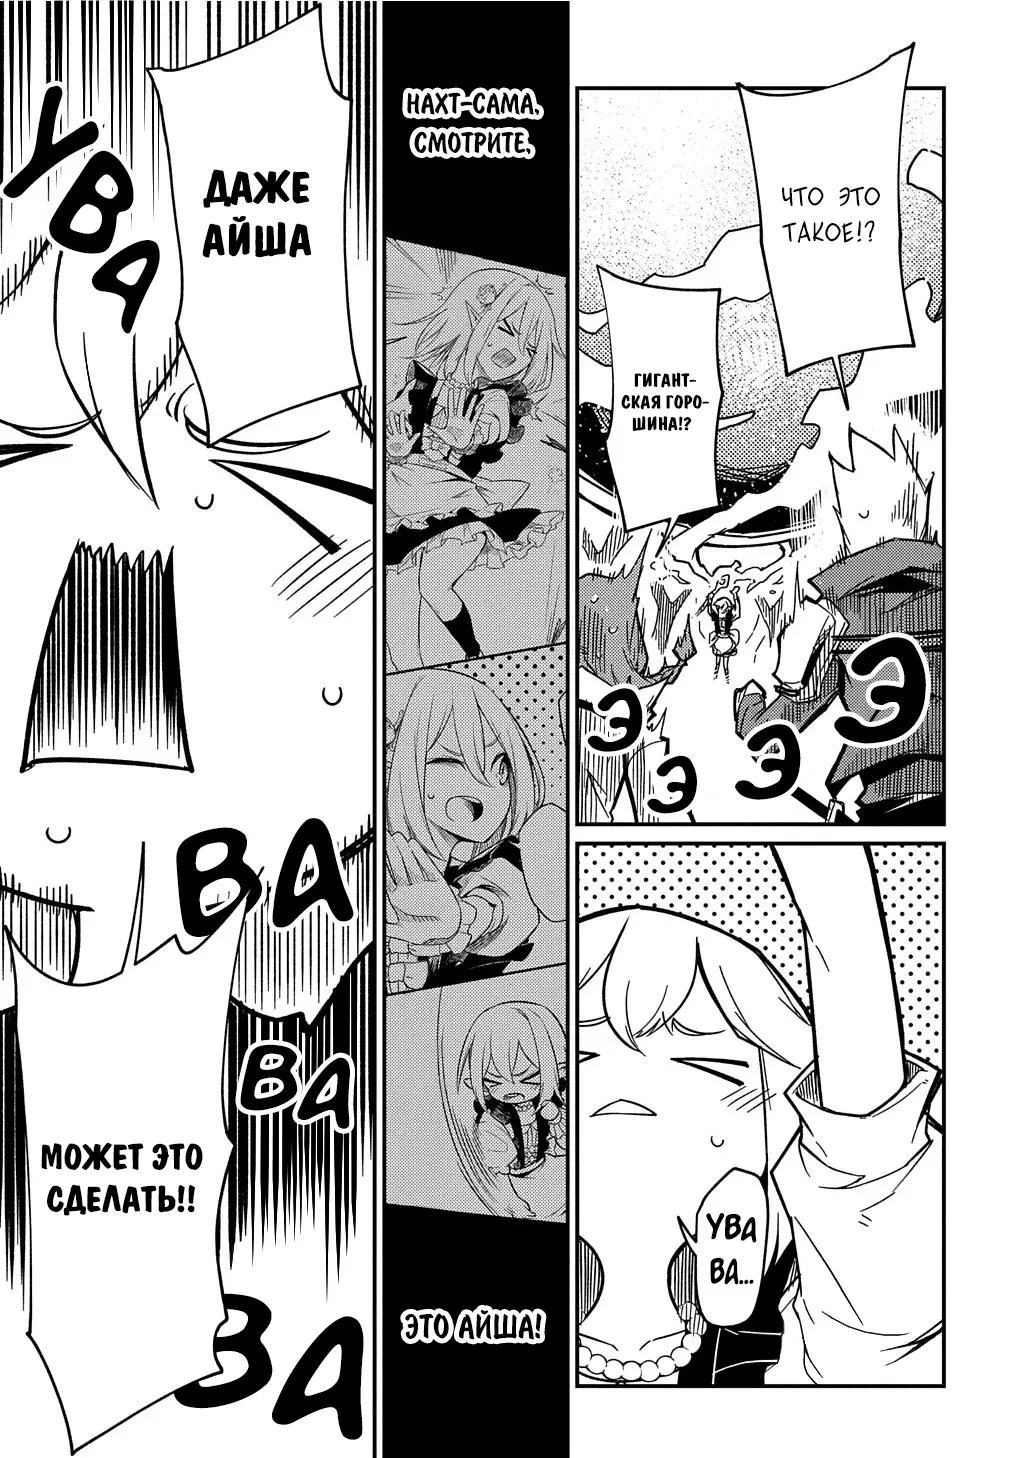 ЧТО ЭТО
ТАКОЕ!?
ГИГАНТ-
СКАЯ ГОРО-
ШИНА!?
Э
Э
Э
Э
УВА
ВА...
НАХТ-САМА,
СМОТРИТЕ,
ЭТО АЙША!
ДАЖЕ
АЙША
УВА
ВА
ВА
ВА
МОЖЕТ ЭТО
СДЕЛАТЬ!!